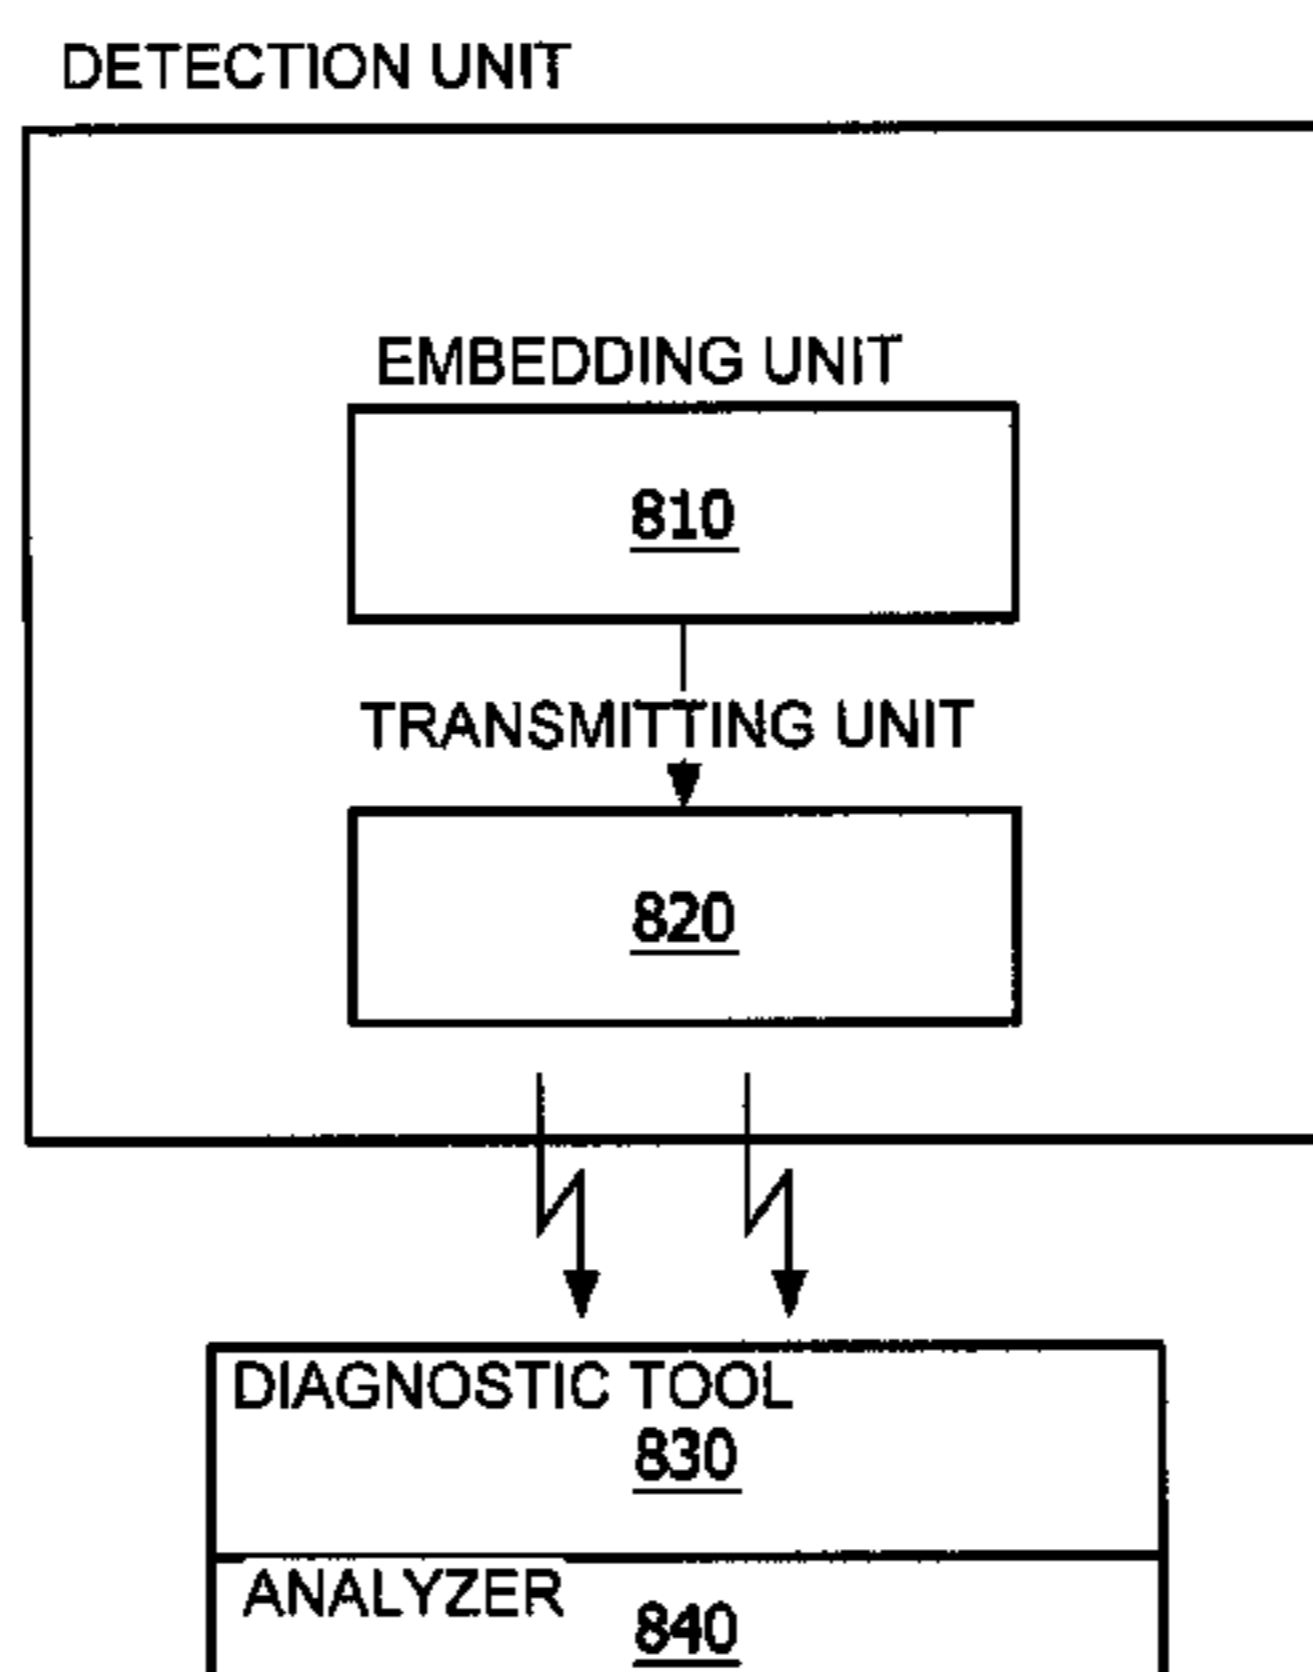 DETECTION UNIT
EMBEDDING UNIT
810
TRANSMITTING UNIT
820
DIAGNOSTIC TOOL
830
ANALYZER
840